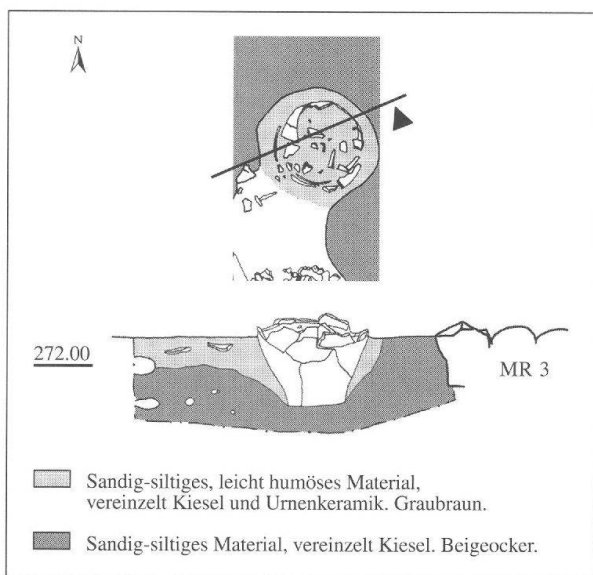 N
272.00
MR 3
Sandig-siltiges, leicht humöses Material,
vereinzelt Kiesel und Urnenkeramik. Graubraun.
Sandig-siltiges Material, vereinzelt Kiesel. Beigeocker.